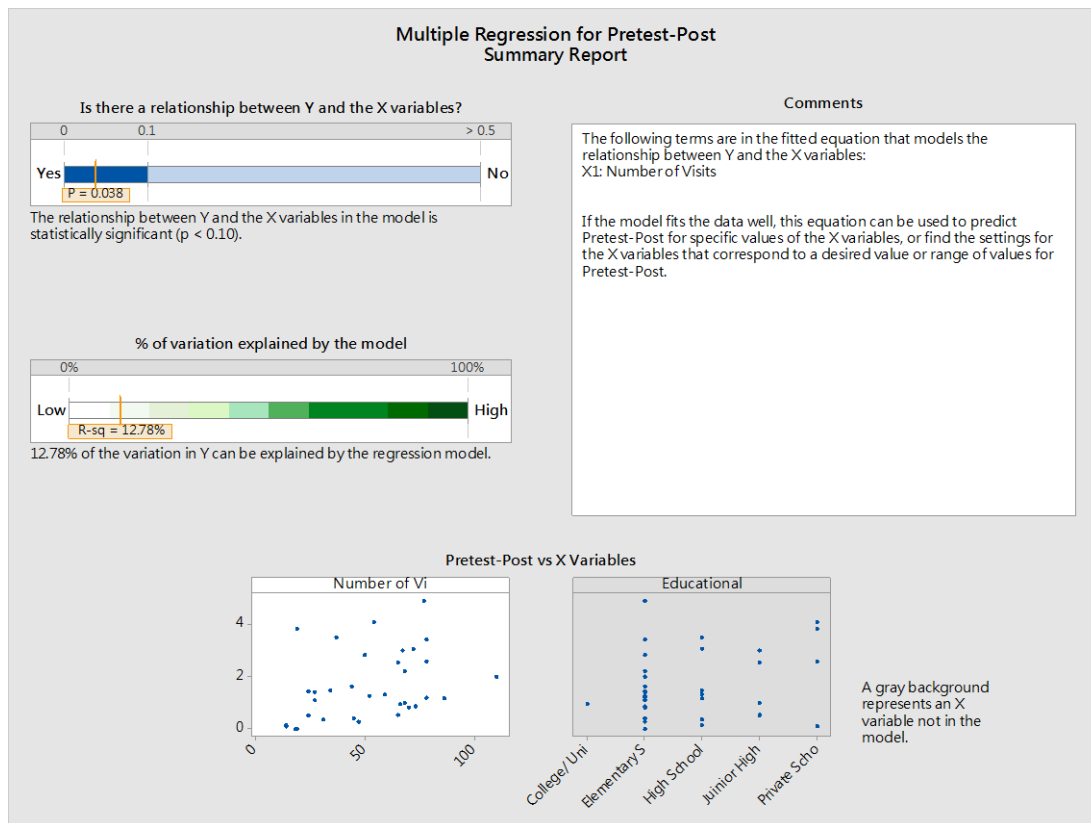 Multiple Regression for Pretest-Post
Summary Report
Is there a relationship between Y and the X variables?
0 0.1 > 0.5
Yes No
P = 0.038
The relationship between Y and the X variables in the model is
statistically significant (p < 0.10).
% of variation explained by the model
0% 100%
Low High
R-sq = 12.78%
12.78% of the variation in Y can be explained by the regression model.
Comments
The following terms are in the fitted equation that models the
relationship between Y and the X variables:
X1: Number of Visits
If the model fits the data well, this equation can be used to predict
Pretest-Post for specific values of the X variables, or find the settings for
the X variables that correspond to a desired value or range of values for
Pretest-Post.
Pretest-Post vs X Variables
Number of Vi
Educational
4
2
0
0
50
100
College/ Uni
Elementary S
High School
Juinior High
Private Scho
A gray background
represents an X
variable not in the
model.